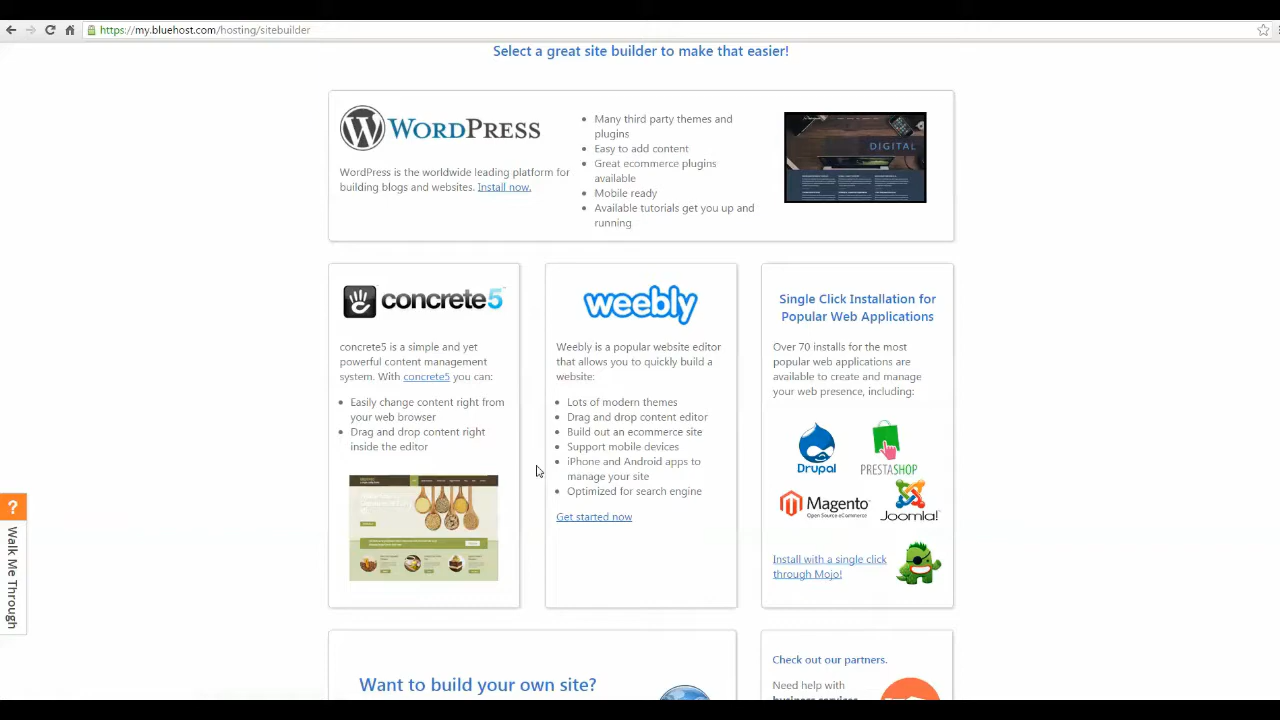 https://my.bluehost.com/hosting/sitebuilder
Select a great site builder to make that easier!
WORDPRESS
WordPress is the worldwide leading platform for
building blogs and websites. Install now.
Many third party themes and
plugins
Easy to add content
Great ecommerce plugins
available
Mobile ready
Available tutorials get you up and
running
DIGITAL
concrete5
concrete5 is a simple and yet
powerful content management
system. With concrete5 you can:
Easily change content right from
your web browser
Drag and drop content right
inside the editor
weebly
Weebly is a popular website editor
that allows you to quickly build a
website:
Lots of modern themes
Drag and drop content editor
Build out an ecommerce site
Support mobile devices
iPhone and Android apps to
manage your site
Optimized for search engine
Get started now
Single Click Installation for
Popular Web Applications
Over 70 installs for the most
popular web applications are
available to create and manage
your web presence, including:
Drupal
PRESTASHOP
Magento
Open Source eCommerce
Joomla!
Install with a single click
through Mojo!
?
Walk Me Through
Want to build your own site?
Check out our partners.
Need help with
business services